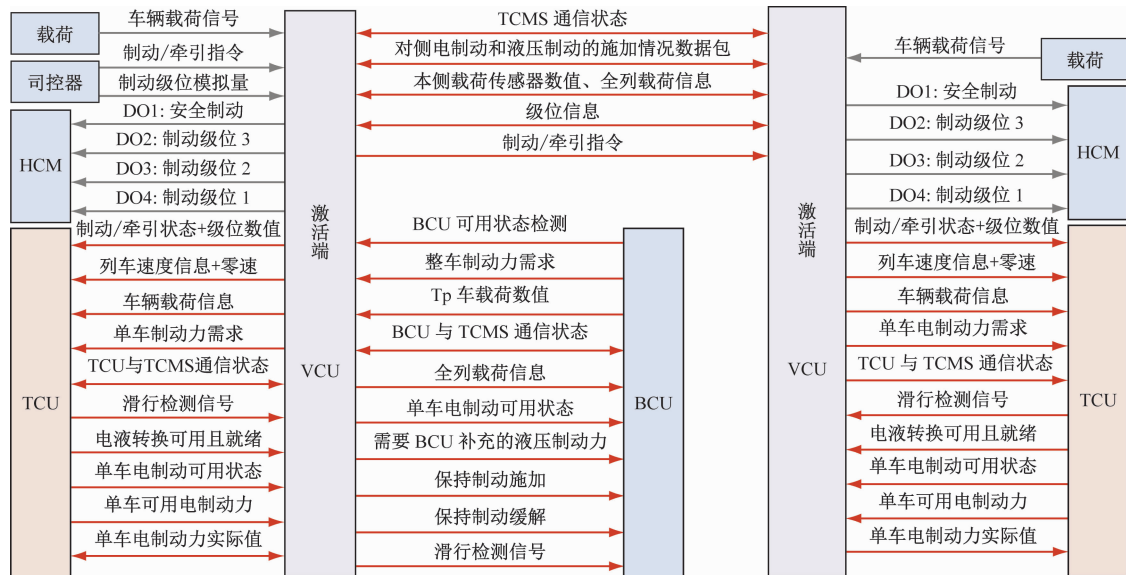 载荷
车辆载荷信号
制动/牵引指令
司控器
制动级位模拟量
HCM
DO1: 安全制动
DO2: 制动级位 3
DO3: 制动级位 2
DO4: 制动级位 1
TCU
制动/牵引状态+级位数值
列车速度信息+零速
车辆载荷信息
单车制动力需求
TCU与TCMS通信状态
滑行检测信号
电液转换可用且就绪
单车电制动可用状态
单车可用电制动力
单车电制动力实际值
激活端
VCU
TCMS 通信状态
对侧电制动和液压制动的施加情况数据包
本侧载荷传感器数值、全列载荷信息
级位信息
制动/牵引指令
BCU 可用状态检测
整车制动力需求
Tp 车载荷数值
BCU 与 TCMS 通信状态
全列载荷信息
单车电制动可用状态
需要 BCU 补充的液压制动力
保持制动施加
保持制动缓解
滑行检测信号
BCU
激活端
VCU
车辆载荷信号
载荷
DO1: 安全制动
DO2: 制动级位 3
DO3: 制动级位 2
DO4: 制动级位 1
HCM
制动/牵引状态+级位数值
列车速度信息+零速
车辆载荷信息
单车电制动力需求
TCU 与 TCMS 通信状态
滑行检测信号
电液转换可用且就绪
单车电制动可用状态
单车可用电制动力
单车电制动力实际值
TCU